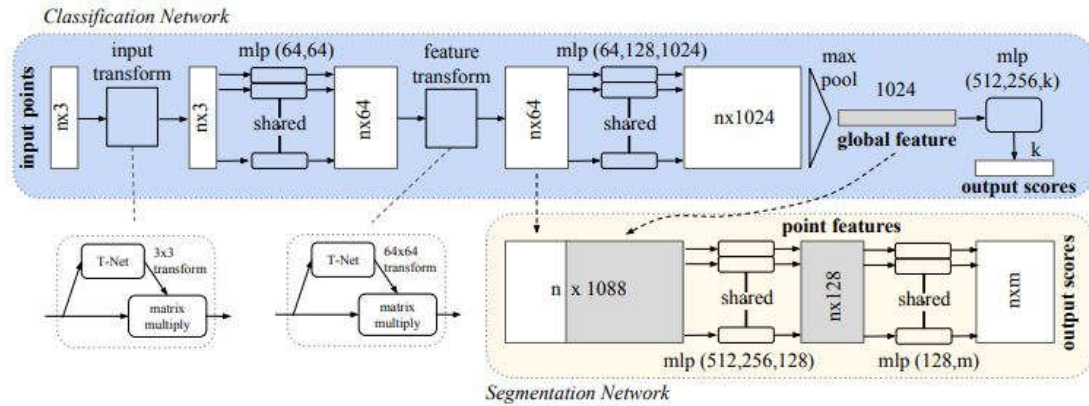 Classification Network
input points
nx3
input
transform
nx3
mlp (64,64)
shared
nx64
feature
transform
nx64
mlp (64,128,1024)
shared
nx1024
max
pool
1024
global feature
mlp
(512,256,k)
k
output scores
T-Net
3x3
transform
matrix
multiply
T-Net
64x64
transform
matrix
multiply
point features
n x 1088
shared
mlp (512,256,128)
nx128
shared
mlp (128,m)
nxm
output scores
Segmentation Network